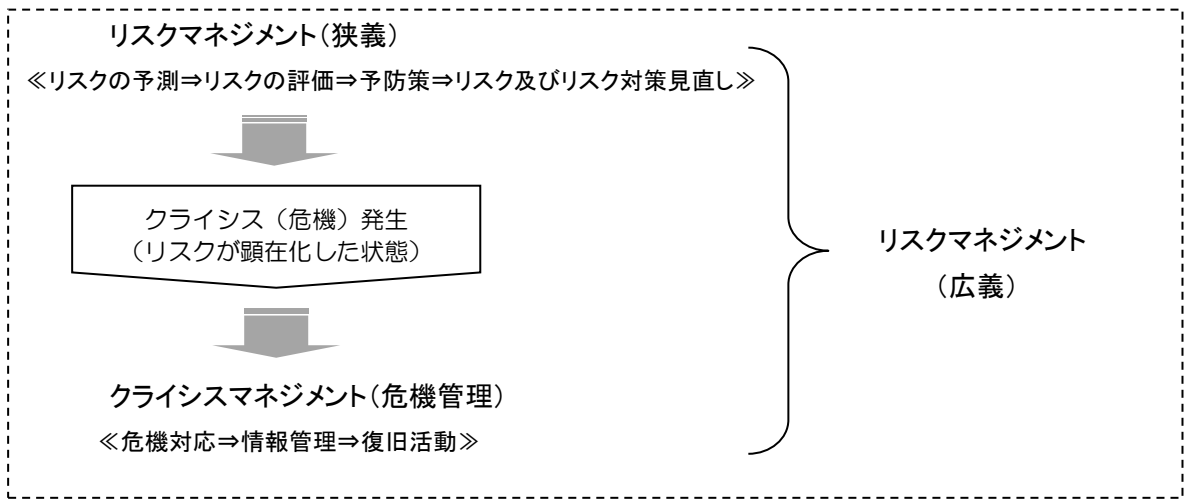 リスクマネジメント（狭義）
≪リスクの予測⇒リスクの評価⇒予防策⇒リスク及びリスク対策見直し≫
クライシス（危機）発生
（リスクが顕在化した状態）
リスクマネジメント
（広義）
クライシスマネジメント（危機管理）
≪危機対応⇒情報管理⇒復旧活動≫